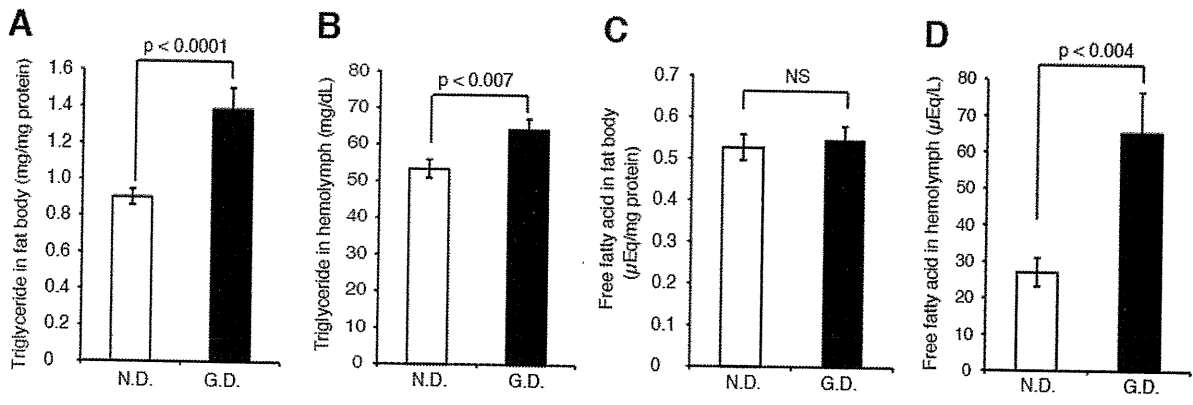 A
p < 0.0001
Triglyceride in fat body (mg/mg protein)
1.6
1.4
1.2
1.0
0.8
0.6
0.4
0.2
0
N.D.
G.D.
B
p < 0.007
Triglyceride in hemolymph (mg/dL)
80
70
60
50
40
30
20
10
0
N.D.
G.D.
C
NS
Free fatty acid in fat body
(µEq/mg protein)
0.7
0.6
0.5
0.4
0.3
0.2
0.1
0
N.D.
G.D.
D
p < 0.004
Free fatty acid in hemolymph (µEq/L)
80
70
60
50
40
30
20
10
0
N.D.
G.D.